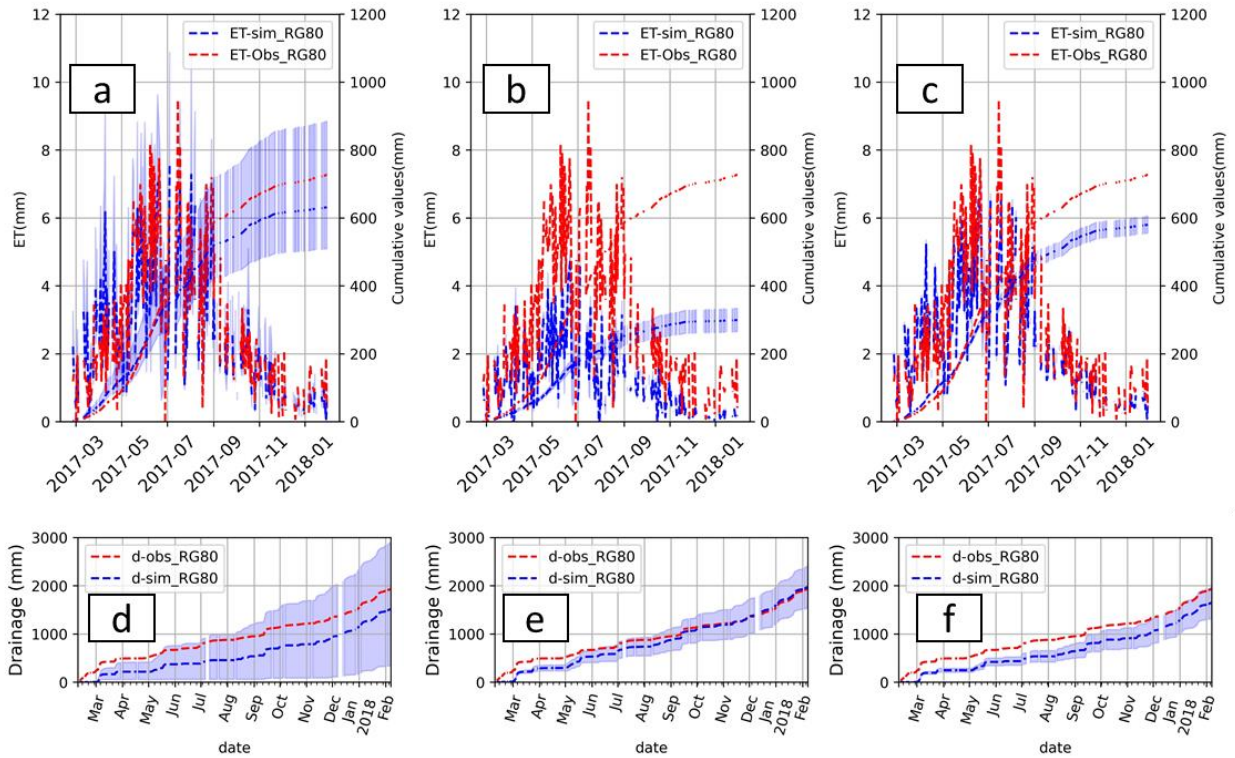 ET-sim_RG80
ET-Obs_RG80
a
12
10
8
6
4
2
0
ET(mm)
1200
1000
800
600
400
200
0
Cumulative values(mm)
2017-03
2017-05
2017-07
2017-09
2017-11
2018-01
ET-sim_RG80
ET-Obs_RG80
b
12
10
8
6
4
2
0
ET(mm)
1200
1000
800
600
400
200
0
Cumulative values(mm)
2017-03
2017-05
2017-07
2017-09
2017-11
2018-01
ET-sim_RG80
ET-Obs_RG80
c
12
10
8
6
4
2
0
ET(mm)
1200
1000
800
600
400
200
0
Cumulative values(mm)
2017-03
2017-05
2017-07
2017-09
2017-11
2018-01
d-obs_RG80
d-sim_RG80
d
3000
2000
1000
0
Drainage (mm)
Mar
Apr
May
Jun
Jul
Aug
Sep
Oct
Nov
Dec
Jan
2018
Feb
date
d-obs_RG80
d-sim_RG80
e
3000
2000
1000
0
Drainage (mm)
Mar
Apr
May
Jun
Jul
Aug
Sep
Oct
Nov
Dec
Jan
2018
Feb
date
d-obs_RG80
d-sim_RG80
f
3000
2000
1000
0
Drainage (mm)
Mar
Apr
May
Jun
Jul
Aug
Sep
Oct
Nov
Dec
Jan
2018
Feb
date